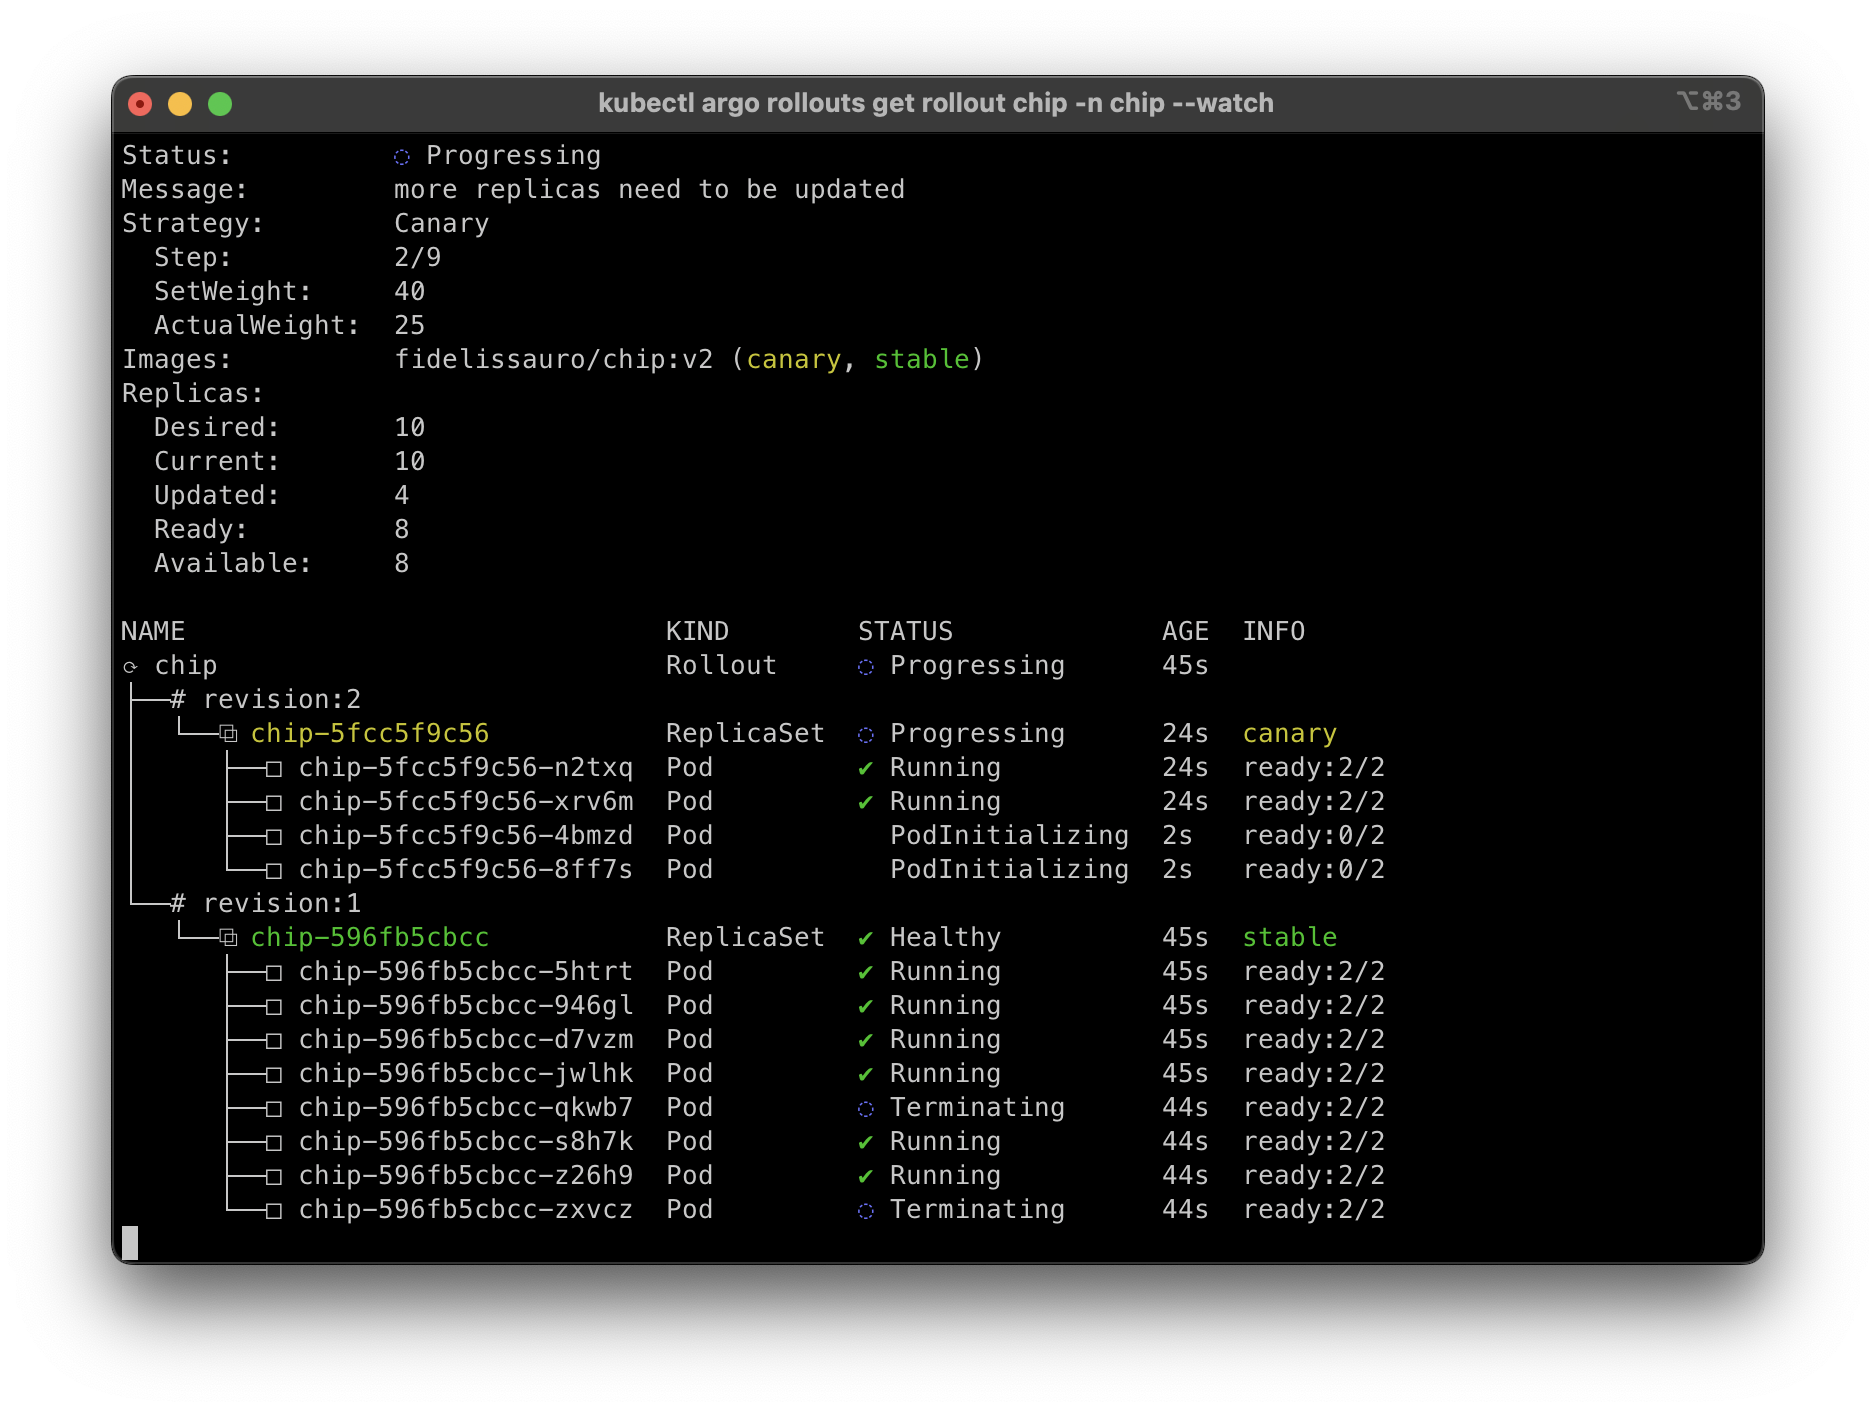 kubectl argo rollouts get rollout chip -n chip --watch ⌥⌘3
Status: ◌ Progressing
Message: more replicas need to be updated
Strategy: Canary
Step: 2/9
SetWeight: 40
ActualWeight: 25
Images: fidelissauro/chip:v2 (canary, stable)
Replicas:
Desired: 10
Current: 10
Updated: 4
Ready: 8
Available: 8
NAME KIND STATUS AGE INFO
⟳ chip Rollout ◌ Progressing 45s
├──# revision:2
│ └──⧉ chip-5fcc5f9c56 ReplicaSet ◌ Progressing 24s canary
│ ├──□ chip-5fcc5f9c56-n2txq Pod ✔ Running 24s ready:2/2
│ ├──□ chip-5fcc5f9c56-xrv6m Pod ✔ Running 24s ready:2/2
│ ├──□ chip-5fcc5f9c56-4bmzd Pod PodInitializing 2s ready:0/2
│ └──□ chip-5fcc5f9c56-8ff7s Pod PodInitializing 2s ready:0/2
└──# revision:1
└──⧉ chip-596fb5cbcc ReplicaSet ✔ Healthy 45s stable
├──□ chip-596fb5cbcc-5htrt Pod ✔ Running 45s ready:2/2
├──□ chip-596fb5cbcc-946gl Pod ✔ Running 45s ready:2/2
├──□ chip-596fb5cbcc-d7vzm Pod ✔ Running 45s ready:2/2
├──□ chip-596fb5cbcc-jwlhk Pod ✔ Running 45s ready:2/2
├──□ chip-596fb5cbcc-qkwb7 Pod ◌ Terminating 44s ready:2/2
├──□ chip-596fb5cbcc-s8h7k Pod ✔ Running 44s ready:2/2
├──□ chip-596fb5cbcc-z26h9 Pod ✔ Running 44s ready:2/2
└──□ chip-596fb5cbcc-zxvcz Pod ◌ Terminating 44s ready:2/2